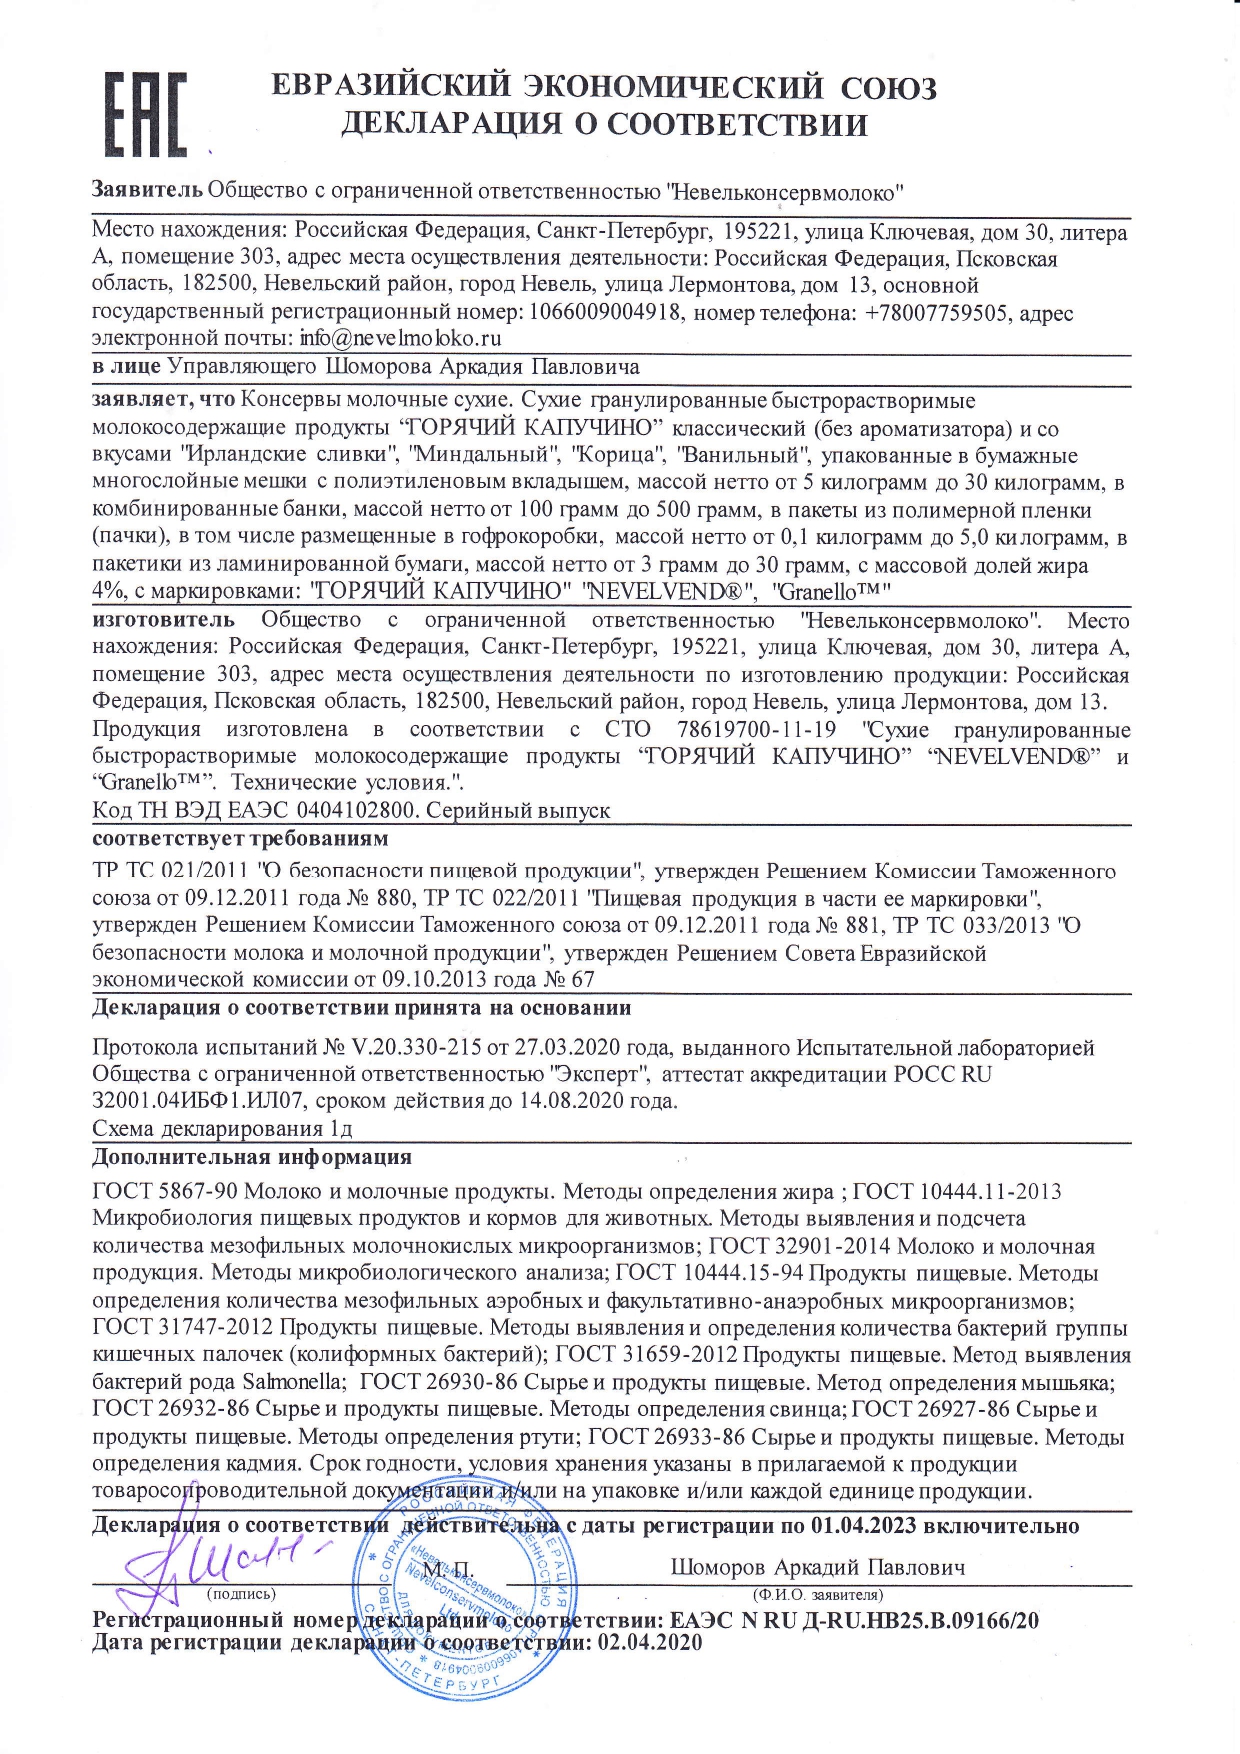 EAC
ЕВРАЗИЙСКИЙ ЭКОНОМИЧЕСКИЙ СОЮЗ
ДЕКЛАРАЦИЯ О СООТВЕТСТВИИ
Заявитель Общество с ограниченной ответственностью "Невельконсервмолоко"
Место нахождения: Российская Федерация, Санкт-Петербург, 195221, улица Ключевая, дом 30, литера
А, помещение 303, адрес места осуществления деятельности: Российская Федерация, Псковская
область, 182500, Невельский район, город Невель, улица Лермонтова, дом 13, основной
государственный регистрационный номер: 1066009004918, номер телефона: +78007759505, адрес
электронной почты: info@nevelmoloko.ru
в лице Управляющего Шоморова Аркадия Павловича
заявляет, что Консервы молочные сухие. Сухие гранулированные быстрорастворимые
молокосодержащие продукты “ГОРЯЧИЙ КАПУЧИНО” классический (без ароматизатора) и со
вкусами "Ирландские сливки", "Миндальный", "Корица", "Ванильный", упакованные в бумажные
многослойные мешки с полиэтиленовым вкладышем, массой нетто от 5 килограмм до 30 килограмм, в
комбинированные банки, массой нетто от 100 грамм до 500 грамм, в пакеты из полимерной пленки
(пачки), в том числе размещенные в гофрокоробки, массой нетто от 0,1 килограмм до 5,0 килограмм, в
пакетики из ламинированной бумаги, массой нетто от 3 грамм до 30 грамм, с массовой долей жира
4%, с маркировками: "ГОРЯЧИЙ КАПУЧИНО" "NEVELVEND®", "Granello™"
изготовитель Общество с ограниченной ответственностью "Невельконсервмолоко". Место
нахождения: Российская Федерация, Санкт-Петербург, 195221, улица Ключевая, дом 30, литера А,
помещение 303, адрес места осуществления деятельности по изготовлению продукции: Российская
Федерация, Псковская область, 182500, Невельский район, город Невель, улица Лермонтова, дом 13.
Продукция изготовлена в соответствии с СТО 78619700-11-19 "Сухие гранулированные
быстрорастворимые молокосодержащие продукты “ГОРЯЧИЙ КАПУЧИНО” “NEVELVEND®” и
“Granello™”. Технические условия.".
Код ТН ВЭД ЕАЭС 0404102800. Серийный выпуск
соответствует требованиям
ТР ТС 021/2011 "О безопасности пищевой продукции", утвержден Решением Комиссии Таможенного
союза от 09.12.2011 года № 880, ТР ТС 022/2011 "Пищевая продукция в части ее маркировки",
утвержден Решением Комиссии Таможенного союза от 09.12.2011 года № 881, ТР ТС 033/2013 "О
безопасности молока и молочной продукции", утвержден Решением Совета Евразийской
экономической комиссии от 09.10.2013 года № 67
Декларация о соответствии принята на основании
Протокола испытаний № V.20.330-215 от 27.03.2020 года, выданного Испытательной лабораторией
Общества с ограниченной ответственностью "Эксперт", аттестат аккредитации РОСС RU
32001.04ИБФ1.ИЛ07, сроком действия до 14.08.2020 года.
Схема декларирования 1д
Дополнительная информация
ГОСТ 5867-90 Молоко и молочные продукты. Методы определения жира ; ГОСТ 10444.11-2013
Микробиология пищевых продуктов и кормов для животных. Методы выявления и подсчета
количества мезофильных молочнокислых микроорганизмов; ГОСТ 32901-2014 Молоко и молочная
продукция. Методы микробиологического анализа; ГОСТ 10444.15-94 Продукты пищевые. Методы
определения количества мезофильных аэробных и факультативно-анаэробных микроорганизмов;
ГОСТ 31747-2012 Продукты пищевые. Методы выявления и определения количества бактерий группы
кишечных палочек (колиформных бактерий); ГОСТ 31659-2012 Продукты пищевые. Метод выявления
бактерий рода Salmonella; ГОСТ 26930-86 Сырье и продукты пищевые. Метод определения мышьяка;
ГОСТ 26932-86 Сырье и продукты пищевые. Методы определения свинца; ГОСТ 26927-86 Сырье и
продукты пищевые. Методы определения ртути; ГОСТ 26933-86 Сырье и продукты пищевые. Методы
определения кадмия. Срок годности, условия хранения указаны в прилагаемой к продукции
товаросопроводительной документации и/или на упаковке и/или каждой единице продукции.
Декларация о соответствии действительна с даты регистрации по 01.04.2023 включительно
М. П.
Шоморов Аркадий Павлович
(подпись)
(Ф.И.О. заявителя)
РОССИЙСКАЯ ФЕДЕРАЦИЯ
САНКТ-ПЕТЕРБУРГ
ОБЩЕСТВО С ОГРАНИЧЕННОЙ ОТВЕТСТВЕННОСТЬЮ
1066009004918
«Невельконсервмолоко»
Nevelconservmoloko
Ltd.
ДЛЯ ДОКУМЕНТОВ
Регистрационный номер декларации о соответствии: ЕАЭС N RU Д-RU.НВ25.В.09166/20
Дата регистрации декларации о соответствии: 02.04.2020